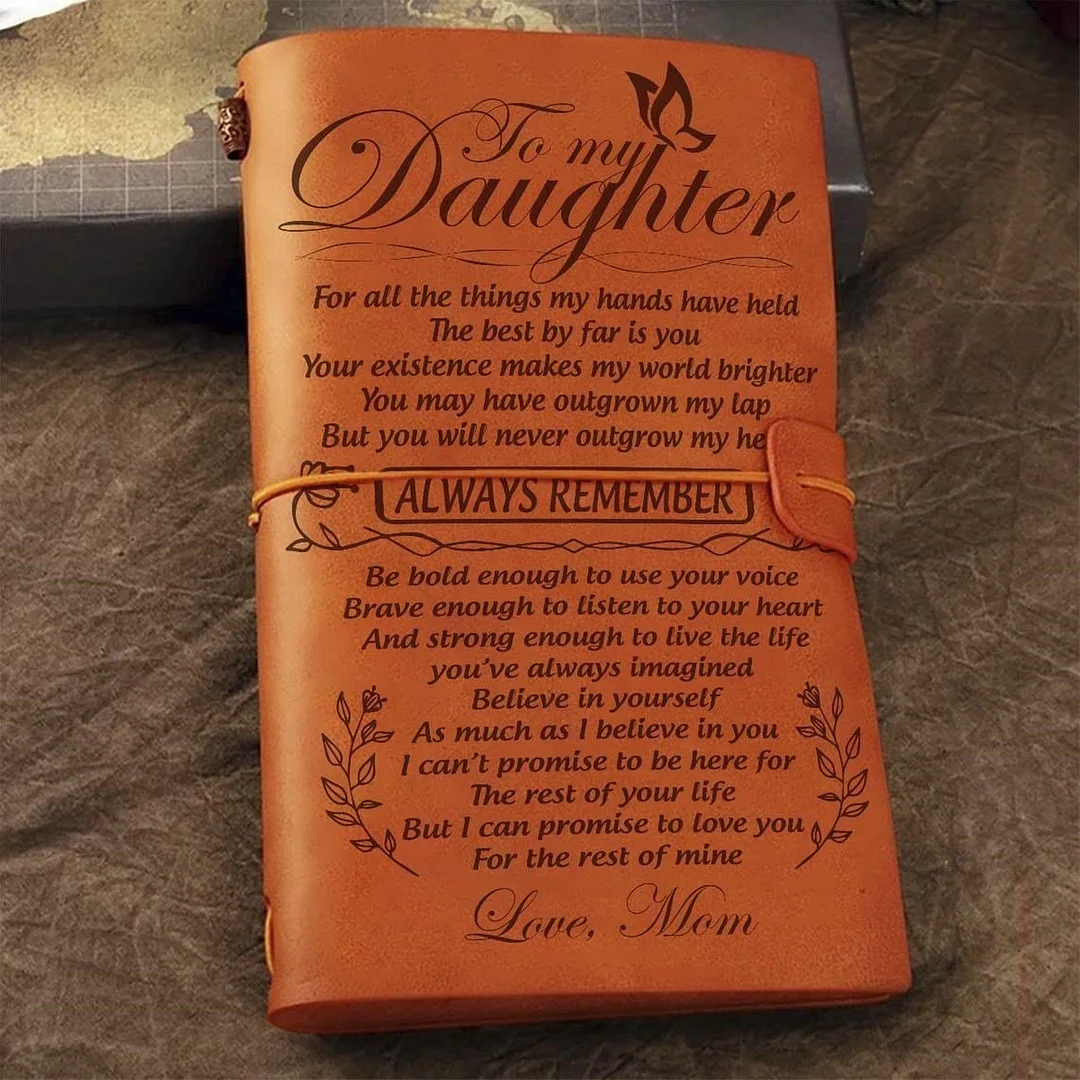 To my
Daughter
For all the things my hands have held
The best by far is you
Your existence makes my world brighter
You may have outgrown my lap
But you will never outgrow my he
ALWAYS REMEMBER
Be bold enough to use your voice
Brave enough to listen to your heart
And strong enough to live the life
you've always imagined
Believe in yourself
As much as I believe in you
I can't promise to be here for
The rest of your life
But I can promise to love you
For the rest of mine
Love, Mom